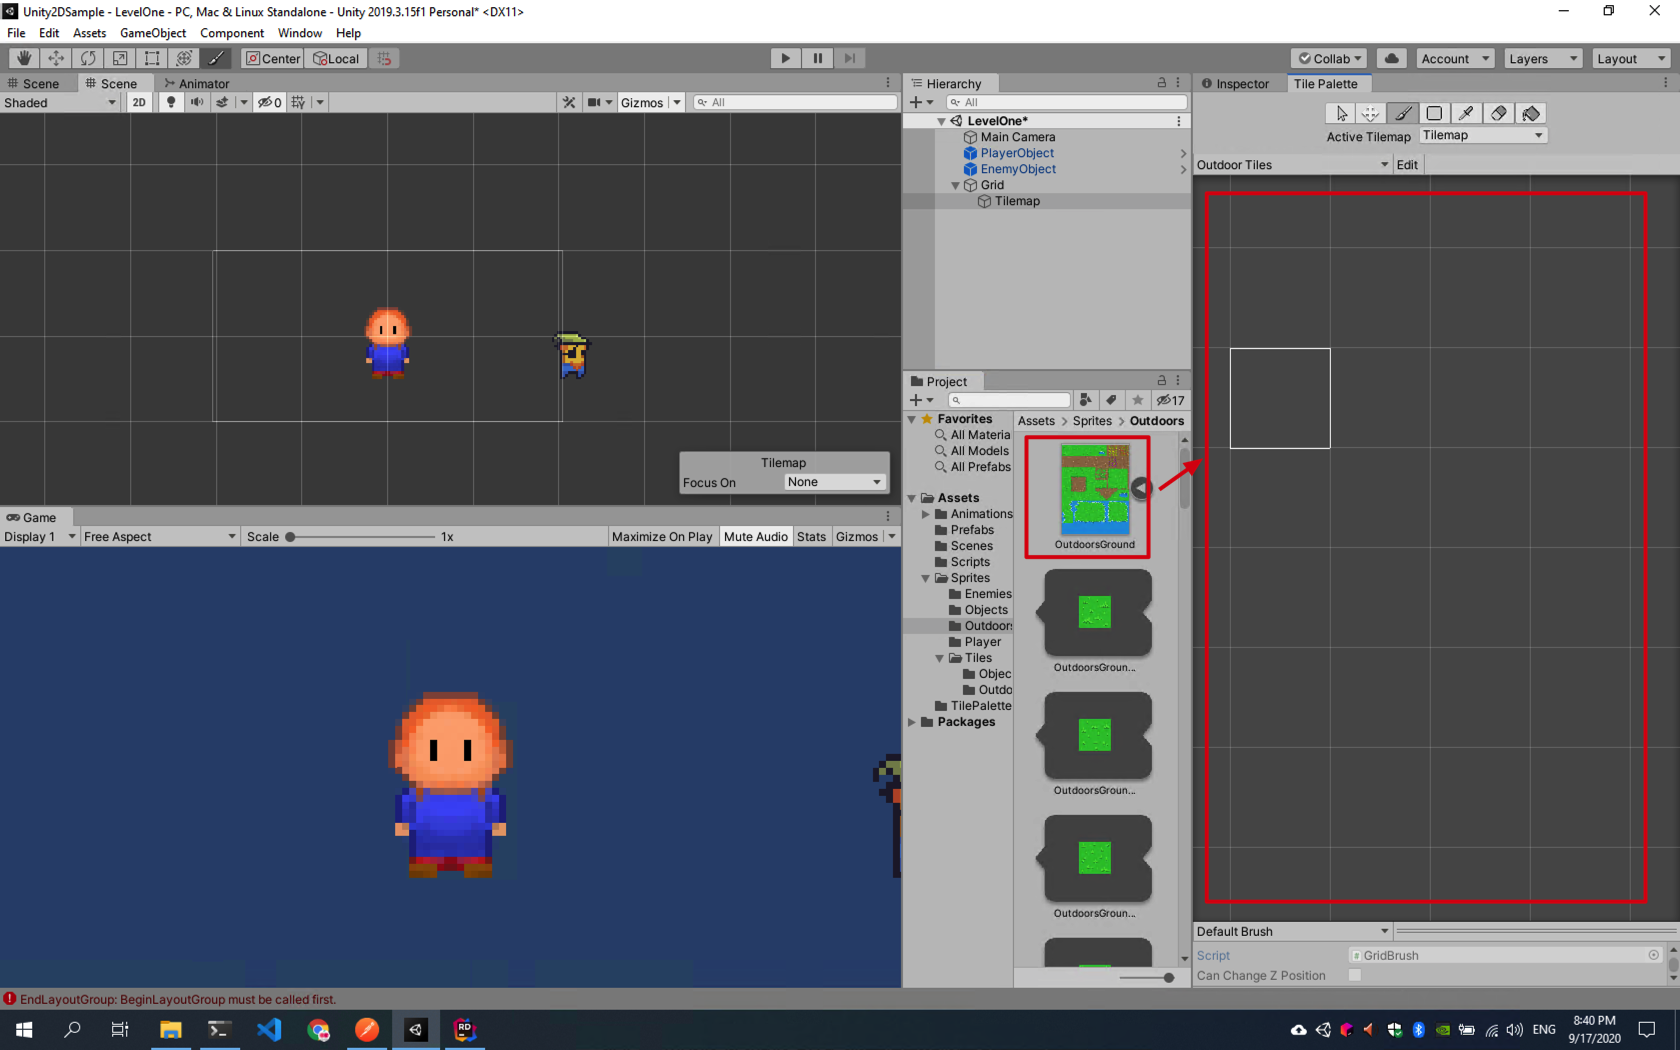 Unity2DSample - LevelOne - PC, Mac & Linux Standalone - Unity 2019.3.15f1 Personal* <DX11>
File Edit Assets GameObject Component Window Help
Center Local
Collab Account Layers Layout
Scene Scene Animator
Shaded 2D 0 Gizmos All
Tilemap
Focus On None
Game
Display 1 Free Aspect Scale 1x Maximize On Play Mute Audio Stats Gizmos
Hierarchy
All
LevelOne*
Main Camera
PlayerObject
EnemyObject
Grid
Tilemap
Project
17
Favorites
All Materia
All Models
All Prefabs
Assets
Animations
Prefabs
Scenes
Scripts
Sprites
Enemies
Objects
Outdoors
Player
Tiles
Objec
Outdo
TilePalette
Packages
Assets > Sprites > Outdoors
OutdoorsGround
OutdoorsGroun...
OutdoorsGroun...
OutdoorsGroun...
Inspector Tile Palette
Active Tilemap Tilemap
Outdoor Tiles Edit
Default Brush
Script GridBrush
Can Change Z Position
EndLayoutGroup: BeginLayoutGroup must be called first.
RD
ENG
8:40 PM
9/17/2020